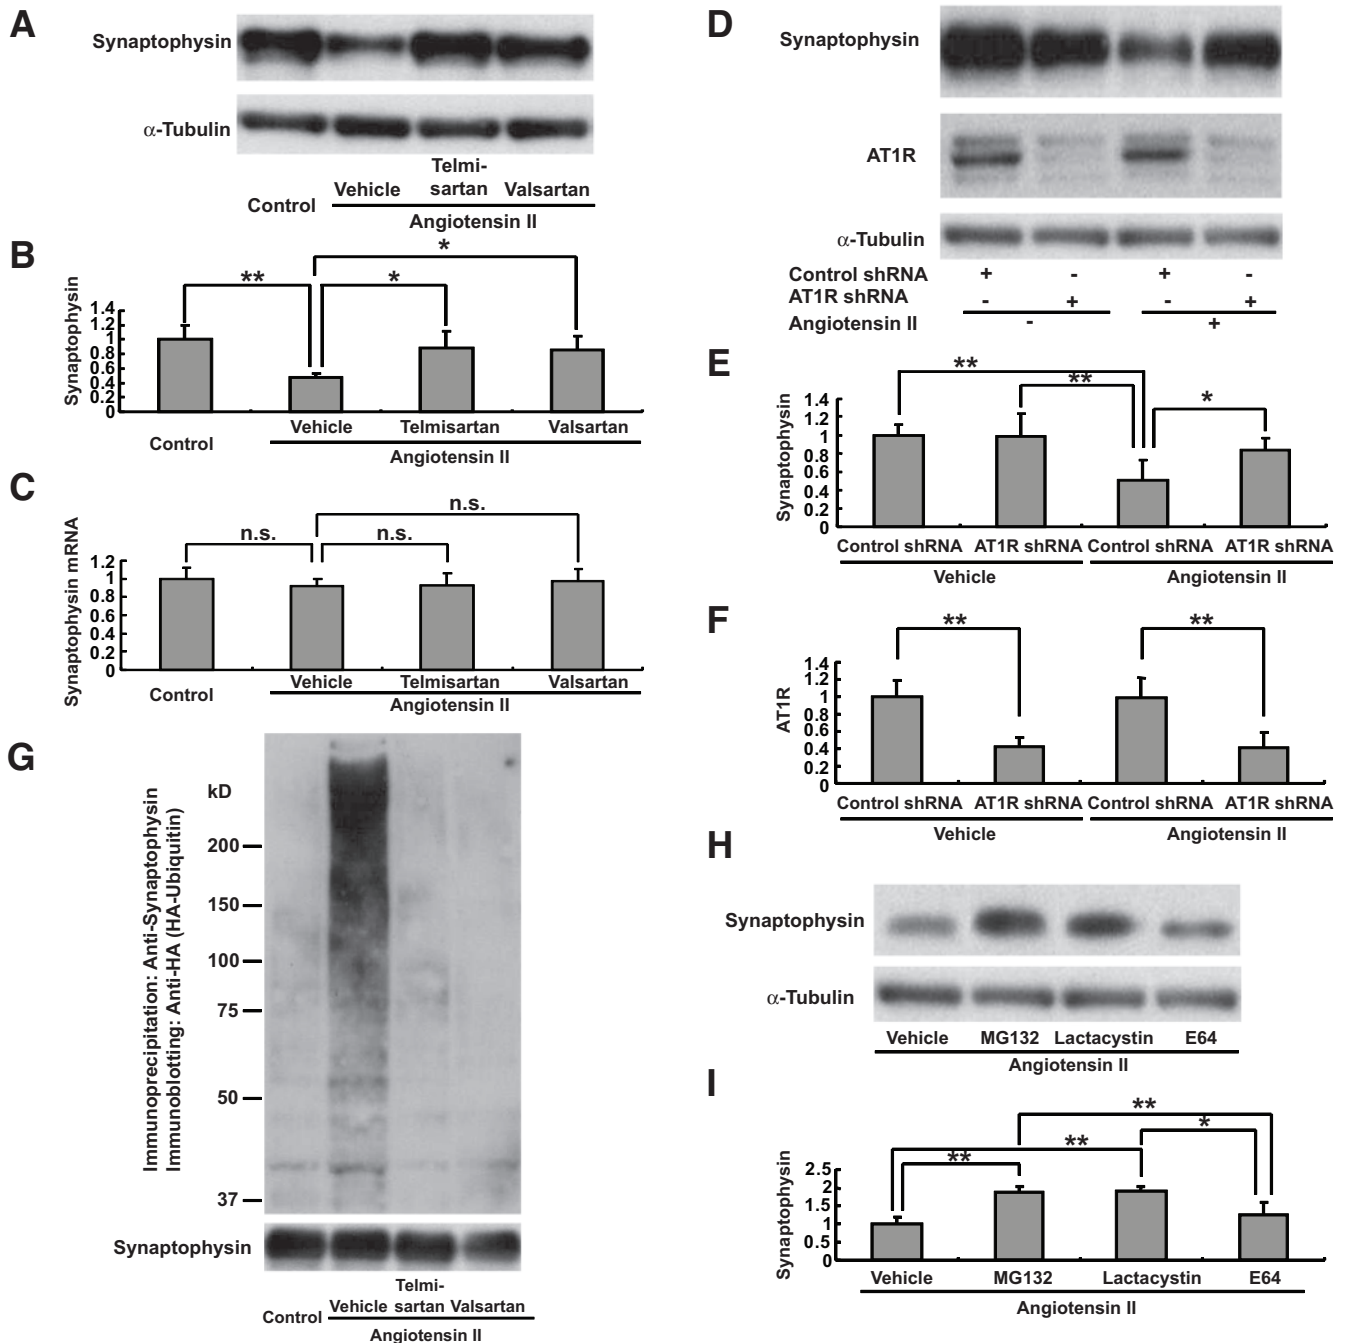 A
Synaptophysin
α-Tubulin
Control
Vehicle
Telmi-
sartan
Valsartan
Angiotensin II
B
Synaptophysin
1.4
1.2
1
0.8
0.6
0.4
0.2
0
**
*
*
Control
Vehicle
Telmisartan
Valsartan
Angiotensin II
C
Synaptophysin mRNA
1.2
1
0.8
0.6
0.4
0.2
0
n.s.
n.s.
n.s.
Control
Vehicle
Telmisartan
Valsartan
Angiotensin II
G
Immunoprecipitation: Anti-Synaptophysin
Immunoblotting: Anti-HA (HA-Ubiquitin)
kD
200
150
100
75
50
37
Synaptophysin
Control
Vehicle
Telmi-
sartan
Valsartan
Angiotensin II
D
Synaptophysin
AT1R
α-Tubulin
Control shRNA + - + -
AT1R shRNA - + - +
Angiotensin II - +
E
Synaptophysin
1.4
1.2
1
0.8
0.6
0.4
0.2
0
**
**
*
Control shRNA AT1R shRNA Control shRNA AT1R shRNA
Vehicle Angiotensin II
F
AT1R
1.4
1.2
1
0.8
0.6
0.4
0.2
0
**
**
Control shRNA AT1R shRNA Control shRNA AT1R shRNA
Vehicle Angiotensin II
H
Synaptophysin
α-Tubulin
Vehicle MG132 Lactacystin E64
Angiotensin II
I
Synaptophysin
2.5
2
1.5
1
0.5
0
**
*
**
**
Vehicle MG132 Lactacystin E64
Angiotensin II